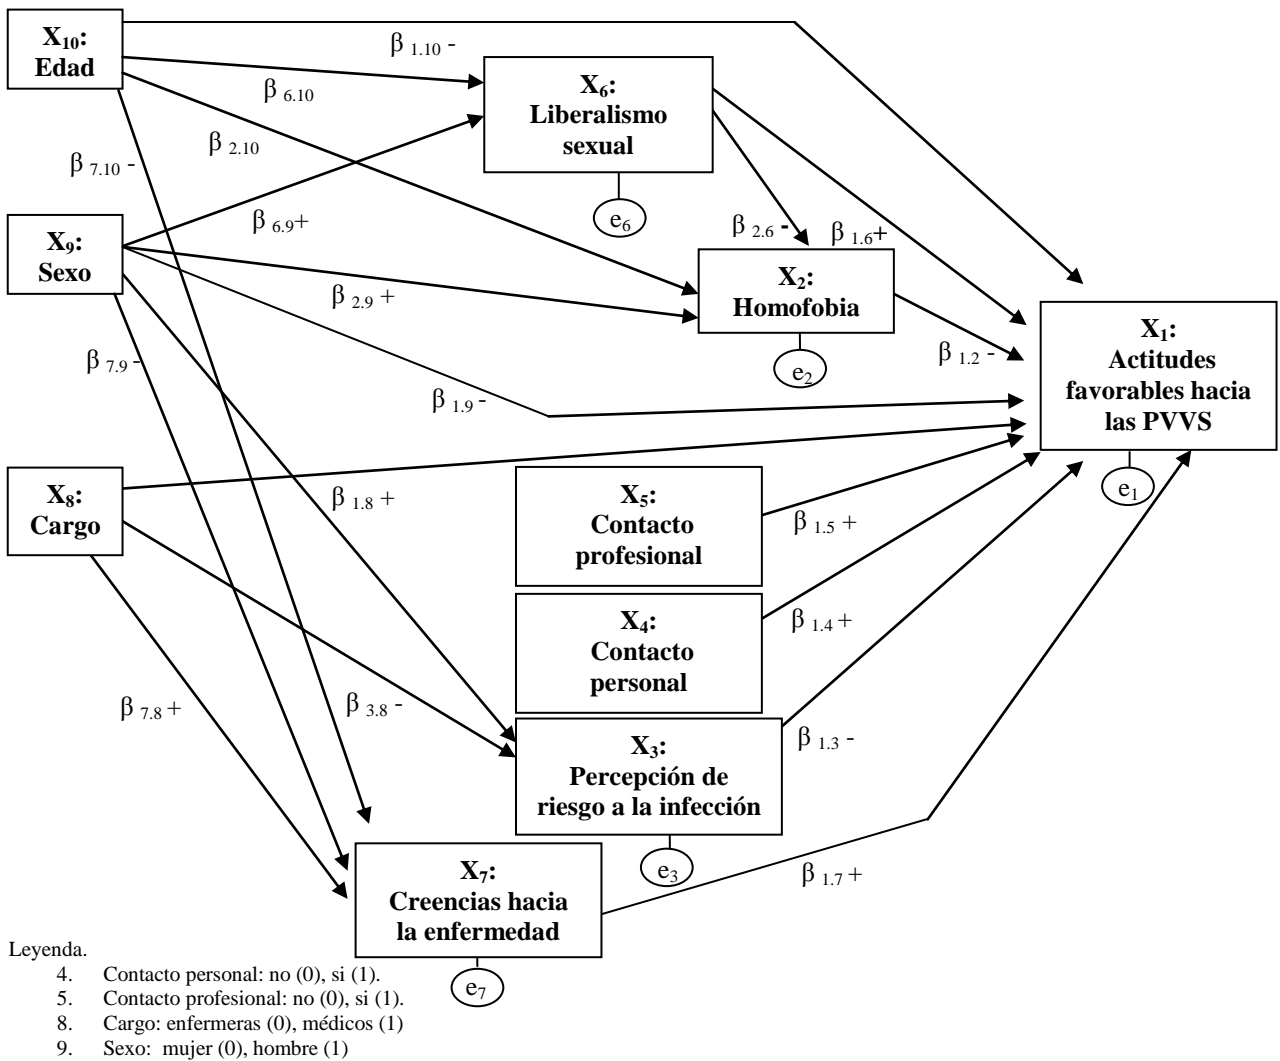 X₁₀:
Edad
β 1.10 -
β 6.10
β 2.10
β 7.10 -
X₆:
Liberalismo
sexual
e₆
X₉:
Sexo
β 6.9+
β 2.6 -
β 1.6+
β 2.9 +
β 7.9 -
β 1.9 -
X₂:
Homofobia
e₂
β 1.2 -
X₁:
Actitudes
favorables hacia
las PVVS
e₁
X₈:
Cargo
β 1.8 +
X₅:
Contacto
profesional
β 1.5 +
X₄:
Contacto
personal
β 1.4 +
β 7.8 +
β 3.8 -
X₃:
Percepción de
riesgo a la infección
β 1.3 -
e₃
X₇:
Creencias hacia
la enfermedad
β 1.7 +
e₇
Leyenda.
4. Contacto personal: no (0), si (1).
5. Contacto profesional: no (0), si (1).
8. Cargo: enfermeras (0), médicos (1)
9. Sexo: mujer (0), hombre (1)